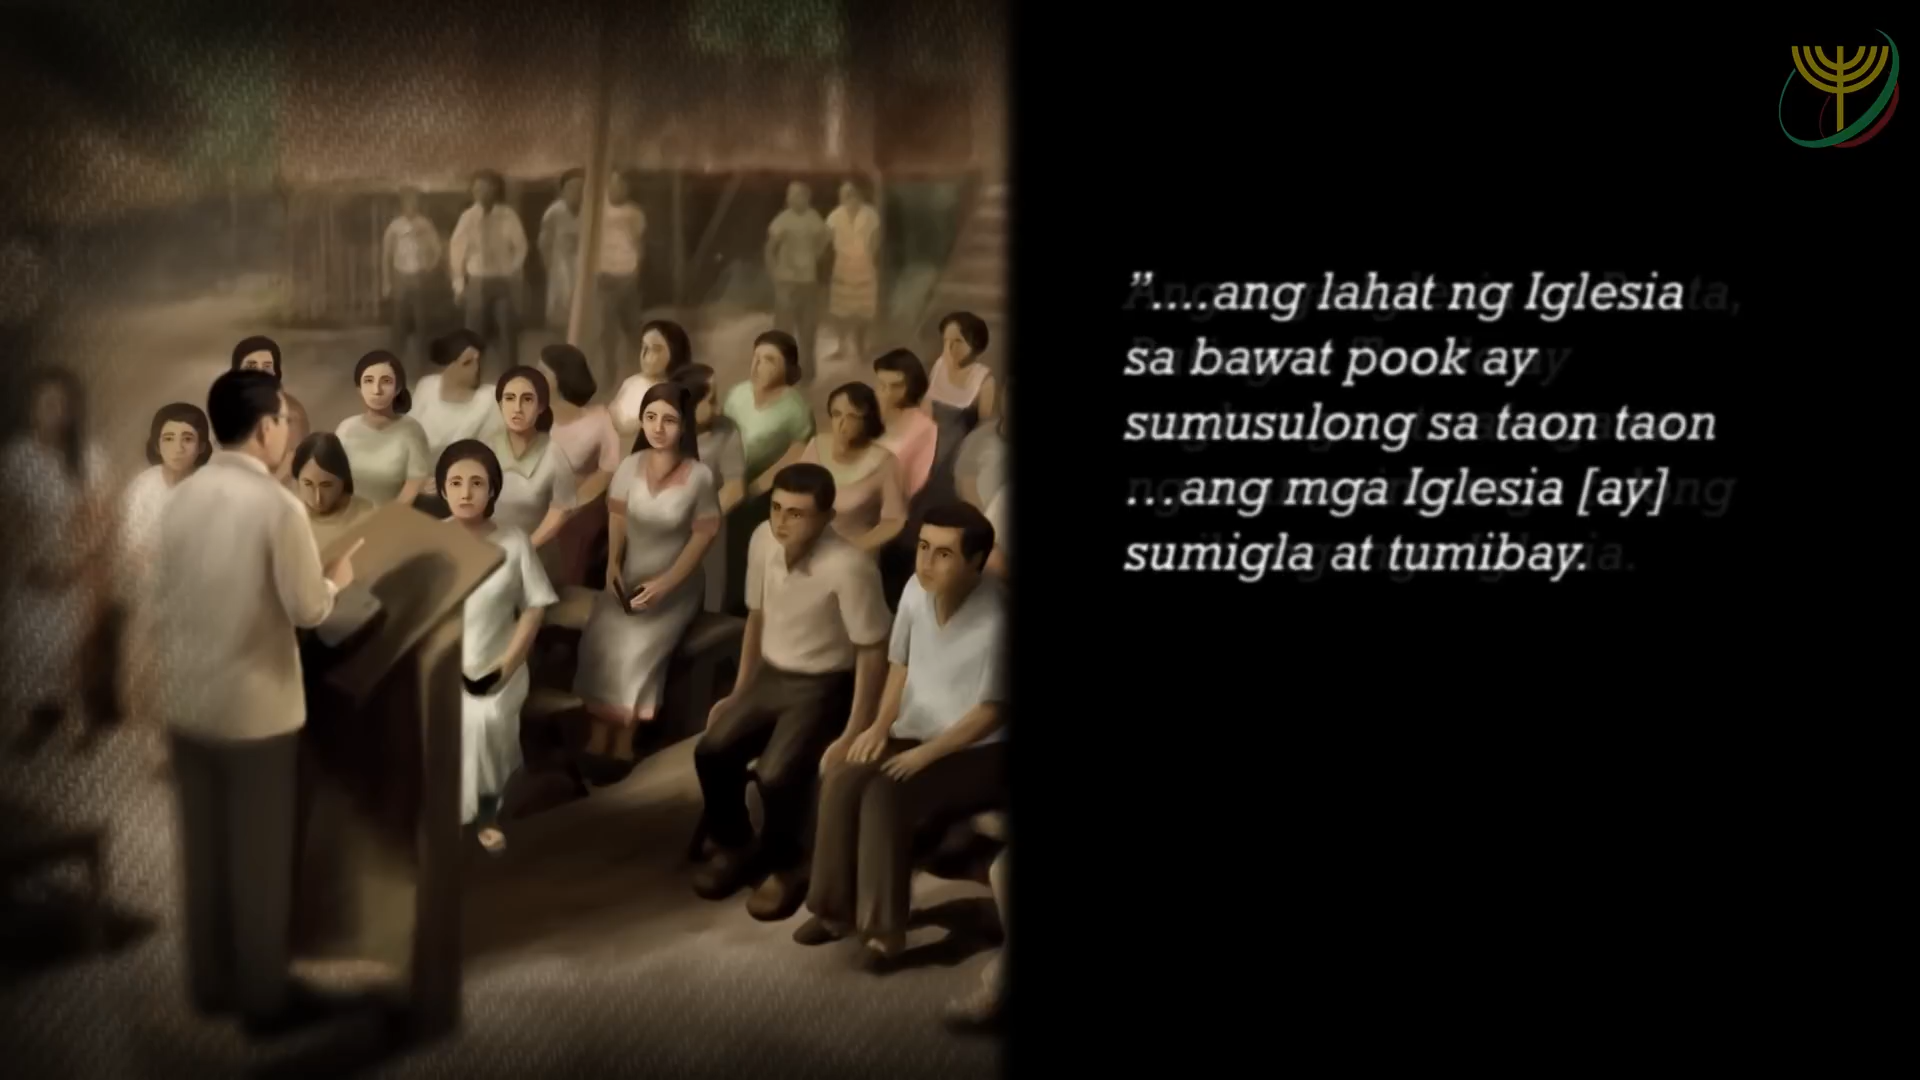 ”....ang lahat ng Iglesia
sa bawat pook ay
sumusulong sa taon taon
...ang mga Iglesia [ay]
sumigla at tumibay.